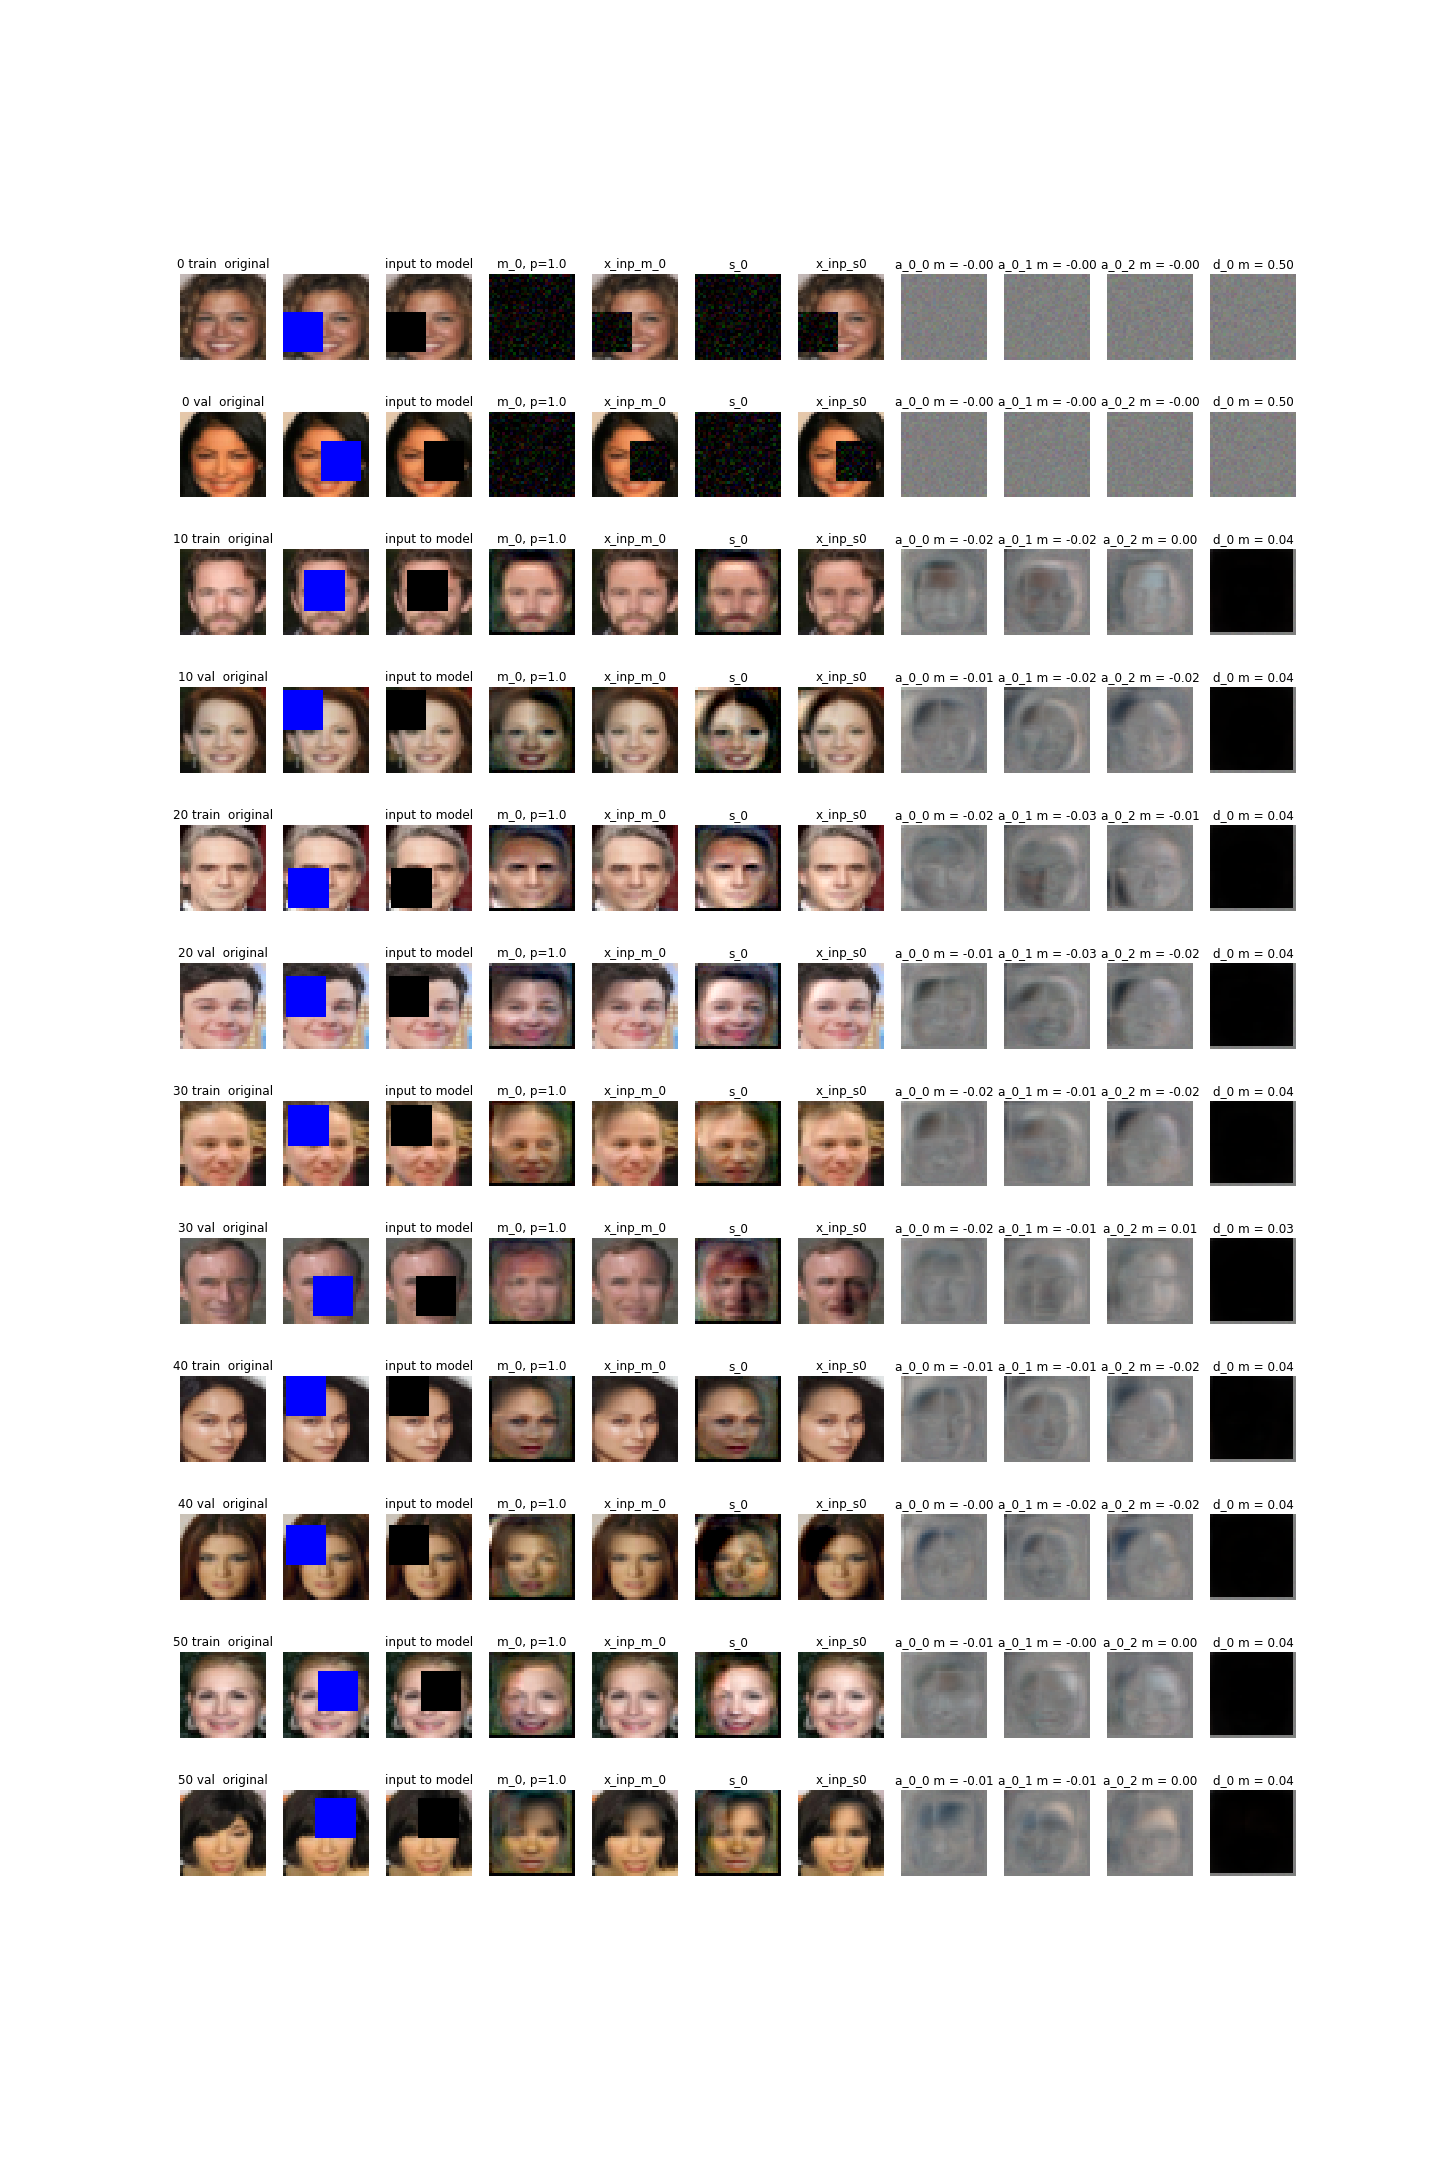 0 train  original input to model m_0, p=1.0 x_inp_m_0 s_0 x_inp_s0 a_0_0 m = -0.00 a_0_1 m = -0.00 a_0_2 m = -0.00 d_0 m = 0.50
0 val  original input to model m_0, p=1.0 x_inp_m_0 s_0 x_inp_s0 a_0_0 m = -0.00 a_0_1 m = -0.00 a_0_2 m = -0.00 d_0 m = 0.50
10 train  original input to model m_0, p=1.0 x_inp_m_0 s_0 x_inp_s0 a_0_0 m = -0.02 a_0_1 m = -0.02 a_0_2 m = 0.00 d_0 m = 0.04
10 val  original input to model m_0, p=1.0 x_inp_m_0 s_0 x_inp_s0 a_0_0 m = -0.01 a_0_1 m = -0.02 a_0_2 m = -0.02 d_0 m = 0.04
20 train  original input to model m_0, p=1.0 x_inp_m_0 s_0 x_inp_s0 a_0_0 m = -0.02 a_0_1 m = -0.03 a_0_2 m = -0.01 d_0 m = 0.04
20 val  original input to model m_0, p=1.0 x_inp_m_0 s_0 x_inp_s0 a_0_0 m = -0.01 a_0_1 m = -0.03 a_0_2 m = -0.02 d_0 m = 0.04
30 train  original input to model m_0, p=1.0 x_inp_m_0 s_0 x_inp_s0 a_0_0 m = -0.02 a_0_1 m = -0.01 a_0_2 m = -0.02 d_0 m = 0.04
30 val  original input to model m_0, p=1.0 x_inp_m_0 s_0 x_inp_s0 a_0_0 m = -0.02 a_0_1 m = -0.01 a_0_2 m = 0.01 d_0 m = 0.03
40 train  original input to model m_0, p=1.0 x_inp_m_0 s_0 x_inp_s0 a_0_0 m = -0.01 a_0_1 m = -0.01 a_0_2 m = -0.02 d_0 m = 0.04
40 val  original input to model m_0, p=1.0 x_inp_m_0 s_0 x_inp_s0 a_0_0 m = -0.00 a_0_1 m = -0.02 a_0_2 m = -0.02 d_0 m = 0.04
50 train  original input to model m_0, p=1.0 x_inp_m_0 s_0 x_inp_s0 a_0_0 m = -0.01 a_0_1 m = -0.00 a_0_2 m = 0.00 d_0 m = 0.04
50 val  original input to model m_0, p=1.0 x_inp_m_0 s_0 x_inp_s0 a_0_0 m = -0.01 a_0_1 m = -0.01 a_0_2 m = 0.00 d_0 m = 0.04